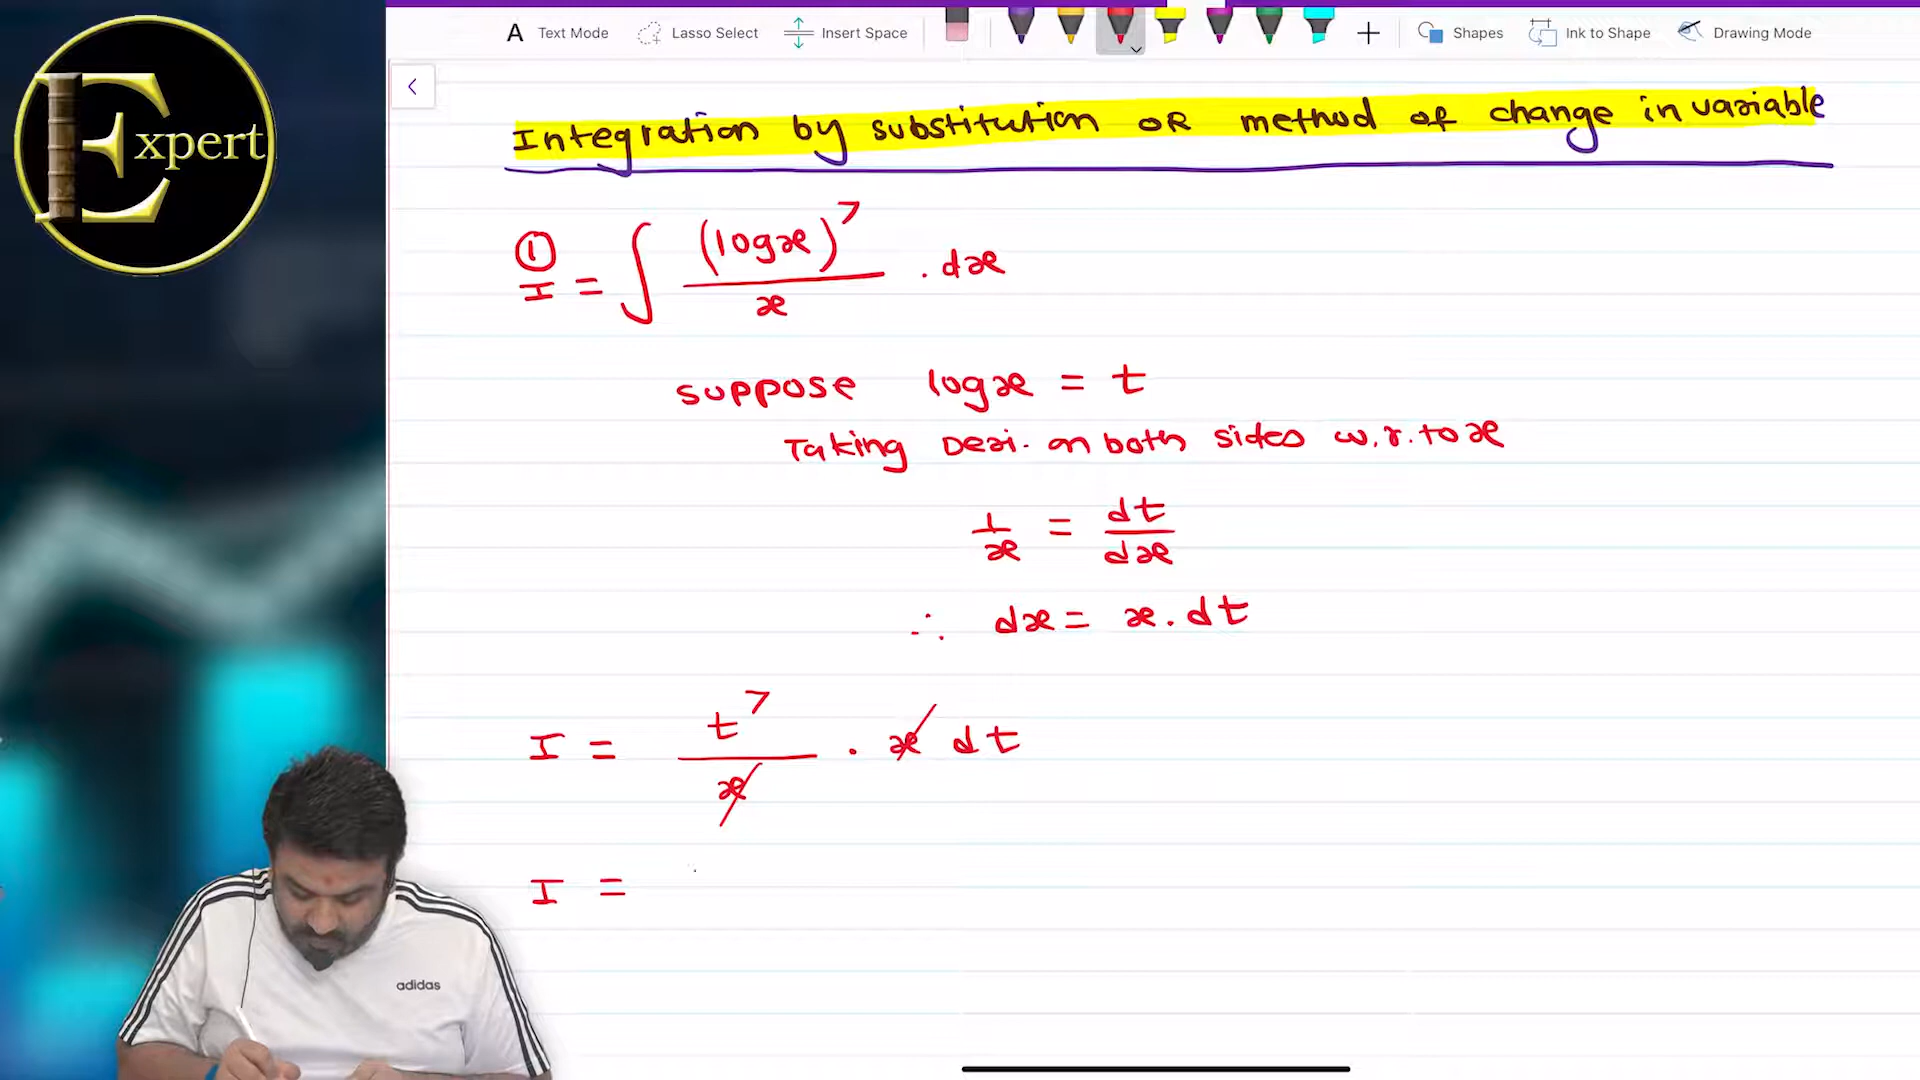 Expert
A Text Mode Lasso Select Insert Space Shapes Ink to Shape Drawing Mode
Integration by substitution OR method of change in variable
① I = ∫ (log x)^7 / x . dx
suppose log x = t
Taking Deri. on both sides w.r.to x
1/x = dt/dx
∴ dx = x . dt
I = t^7 / x . x dt
I =
adidas